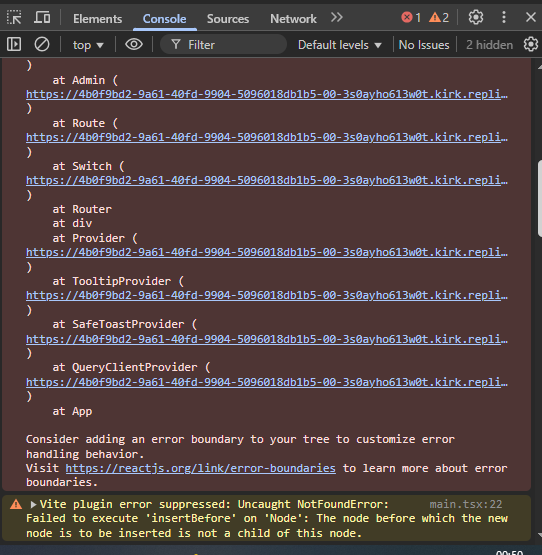 Elements Console Sources Network 1 2
top Filter Default levels No Issues 2 hidden
)
at Admin (
https://4b0f9bd2-9a61-40fd-9904-5096018db1b5-00-3s0ayho613w0t.kirk.repli…
)
at Route (
https://4b0f9bd2-9a61-40fd-9904-5096018db1b5-00-3s0ayho613w0t.kirk.repli…
)
at Switch (
https://4b0f9bd2-9a61-40fd-9904-5096018db1b5-00-3s0ayho613w0t.kirk.repli…
)
at Router
at div
at Provider (
https://4b0f9bd2-9a61-40fd-9904-5096018db1b5-00-3s0ayho613w0t.kirk.repli…
)
at TooltipProvider (
https://4b0f9bd2-9a61-40fd-9904-5096018db1b5-00-3s0ayho613w0t.kirk.repli…
)
at SafeToastProvider (
https://4b0f9bd2-9a61-40fd-9904-5096018db1b5-00-3s0ayho613w0t.kirk.repli…
)
at QueryClientProvider (
https://4b0f9bd2-9a61-40fd-9904-5096018db1b5-00-3s0ayho613w0t.kirk.repli…
)
at App
Consider adding an error boundary to your tree to customize error
handling behavior.
Visit https://reactjs.org/link/error-boundaries to learn more about error
boundaries.
Vite plugin error suppressed: Uncaught NotFoundError: main.tsx:22
Failed to execute 'insertBefore' on 'Node': The node before which the new
node is to be inserted is not a child of this node.